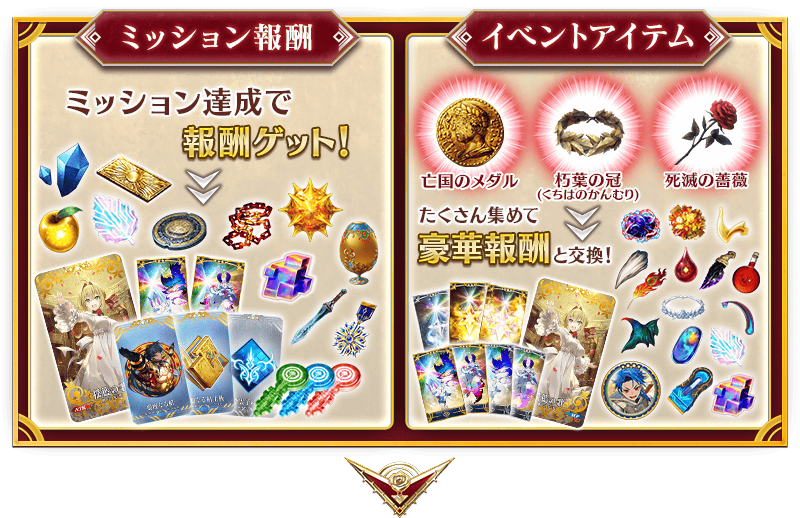 ミッション報酬
ミッション達成で
報酬ゲット!
イベントアイテム
亡国のメダル
朽葉の冠
(くちはのかんむり)
死滅の薔薇
たくさん集めて
豪華報酬と交換!